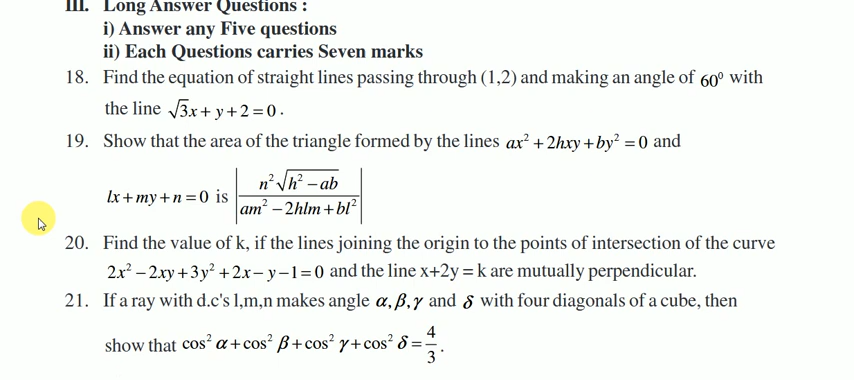 III. Long Answer Questions :
i) Answer any Five questions
ii) Each Questions carries Seven marks
18. Find the equation of straight lines passing through (1,2) and making an angle of 60⁰ with
the line √3x + y + 2 = 0 .
19. Show that the area of the triangle formed by the lines ax² + 2hxy + by² = 0 and
lx + my + n = 0 is |n²√(h² – ab) / (am² – 2hlm + bl²)|
20. Find the value of k, if the lines joining the origin to the points of intersection of the curve
2x² – 2xy + 3y² + 2x – y – 1 = 0 and the line x+2y = k are mutually perpendicular.
21. If a ray with d.c's l,m,n makes angle α, β, γ and δ with four diagonals of a cube, then
show that cos² α + cos² β + cos² γ + cos² δ = 4/3 .